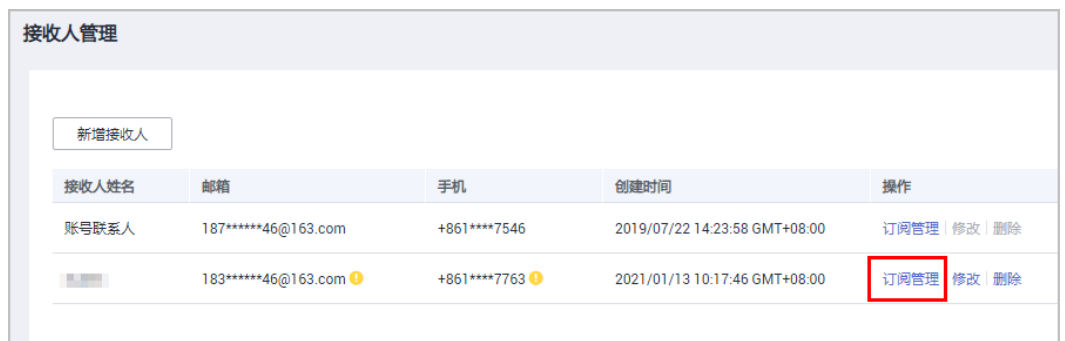 接收人管理
新增接收人
接收人姓名 邮箱 手机 创建时间 操作
账号联系人 187******46@163.com +861****7546 2019/07/22 14:23:58 GMT+08:00 订阅管理 修改 删除
183******46@163.com +861****7763 2021/01/13 10:17:46 GMT+08:00 订阅管理 修改 删除